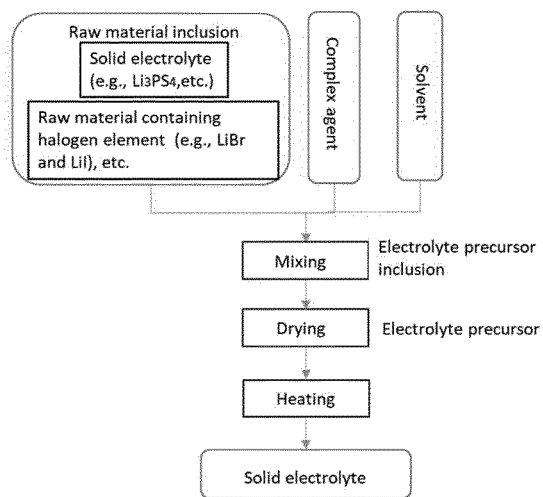 Raw material inclusion
Solid electrolyte
(e.g., Li3PS4,etc.)
Raw material containing
halogen element (e.g., LiBr
and LiI), etc.
Complex agent
Solvent
Mixing
Electrolyte precursor
inclusion
Drying
Electrolyte precursor
Heating
Solid electrolyte